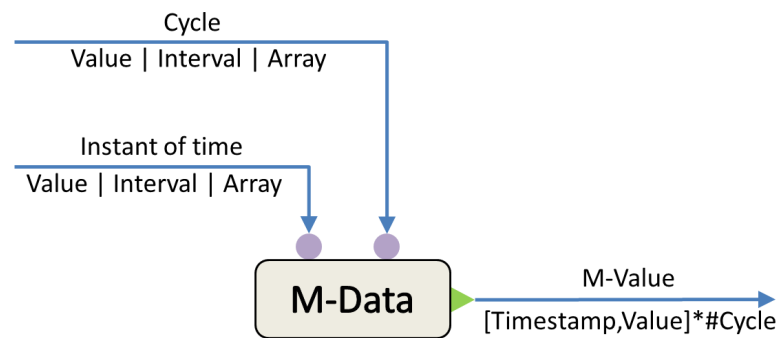 Cycle
Value | Interval | Array
Instant of time
Value | Interval | Array
M-Data
M-Value
[Timestamp,Value]*#Cycle